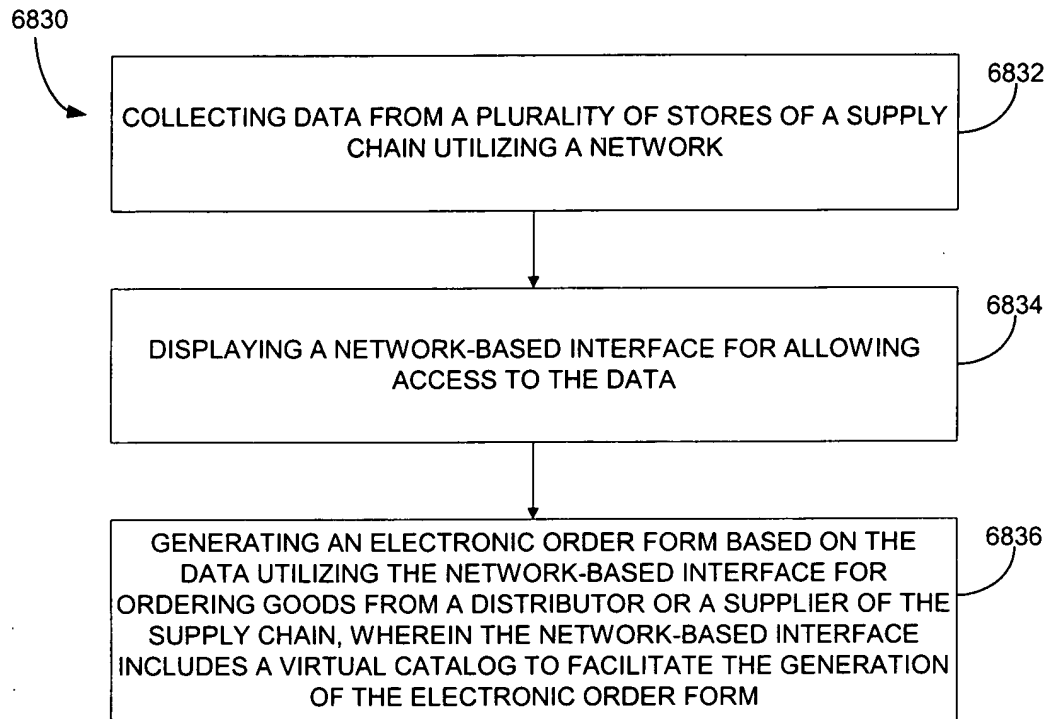 6830
6832
COLLECTING DATA FROM A PLURALITY OF STORES OF A SUPPLY
CHAIN UTILIZING A NETWORK
6834
DISPLAYING A NETWORK-BASED INTERFACE FOR ALLOWING
ACCESS TO THE DATA
6836
GENERATING AN ELECTRONIC ORDER FORM BASED ON THE
DATA UTILIZING THE NETWORK-BASED INTERFACE FOR
ORDERING GOODS FROM A DISTRIBUTOR OR A SUPPLIER OF THE
SUPPLY CHAIN, WHEREIN THE NETWORK-BASED INTERFACE
INCLUDES A VIRTUAL CATALOG TO FACILITATE THE GENERATION
OF THE ELECTRONIC ORDER FORM